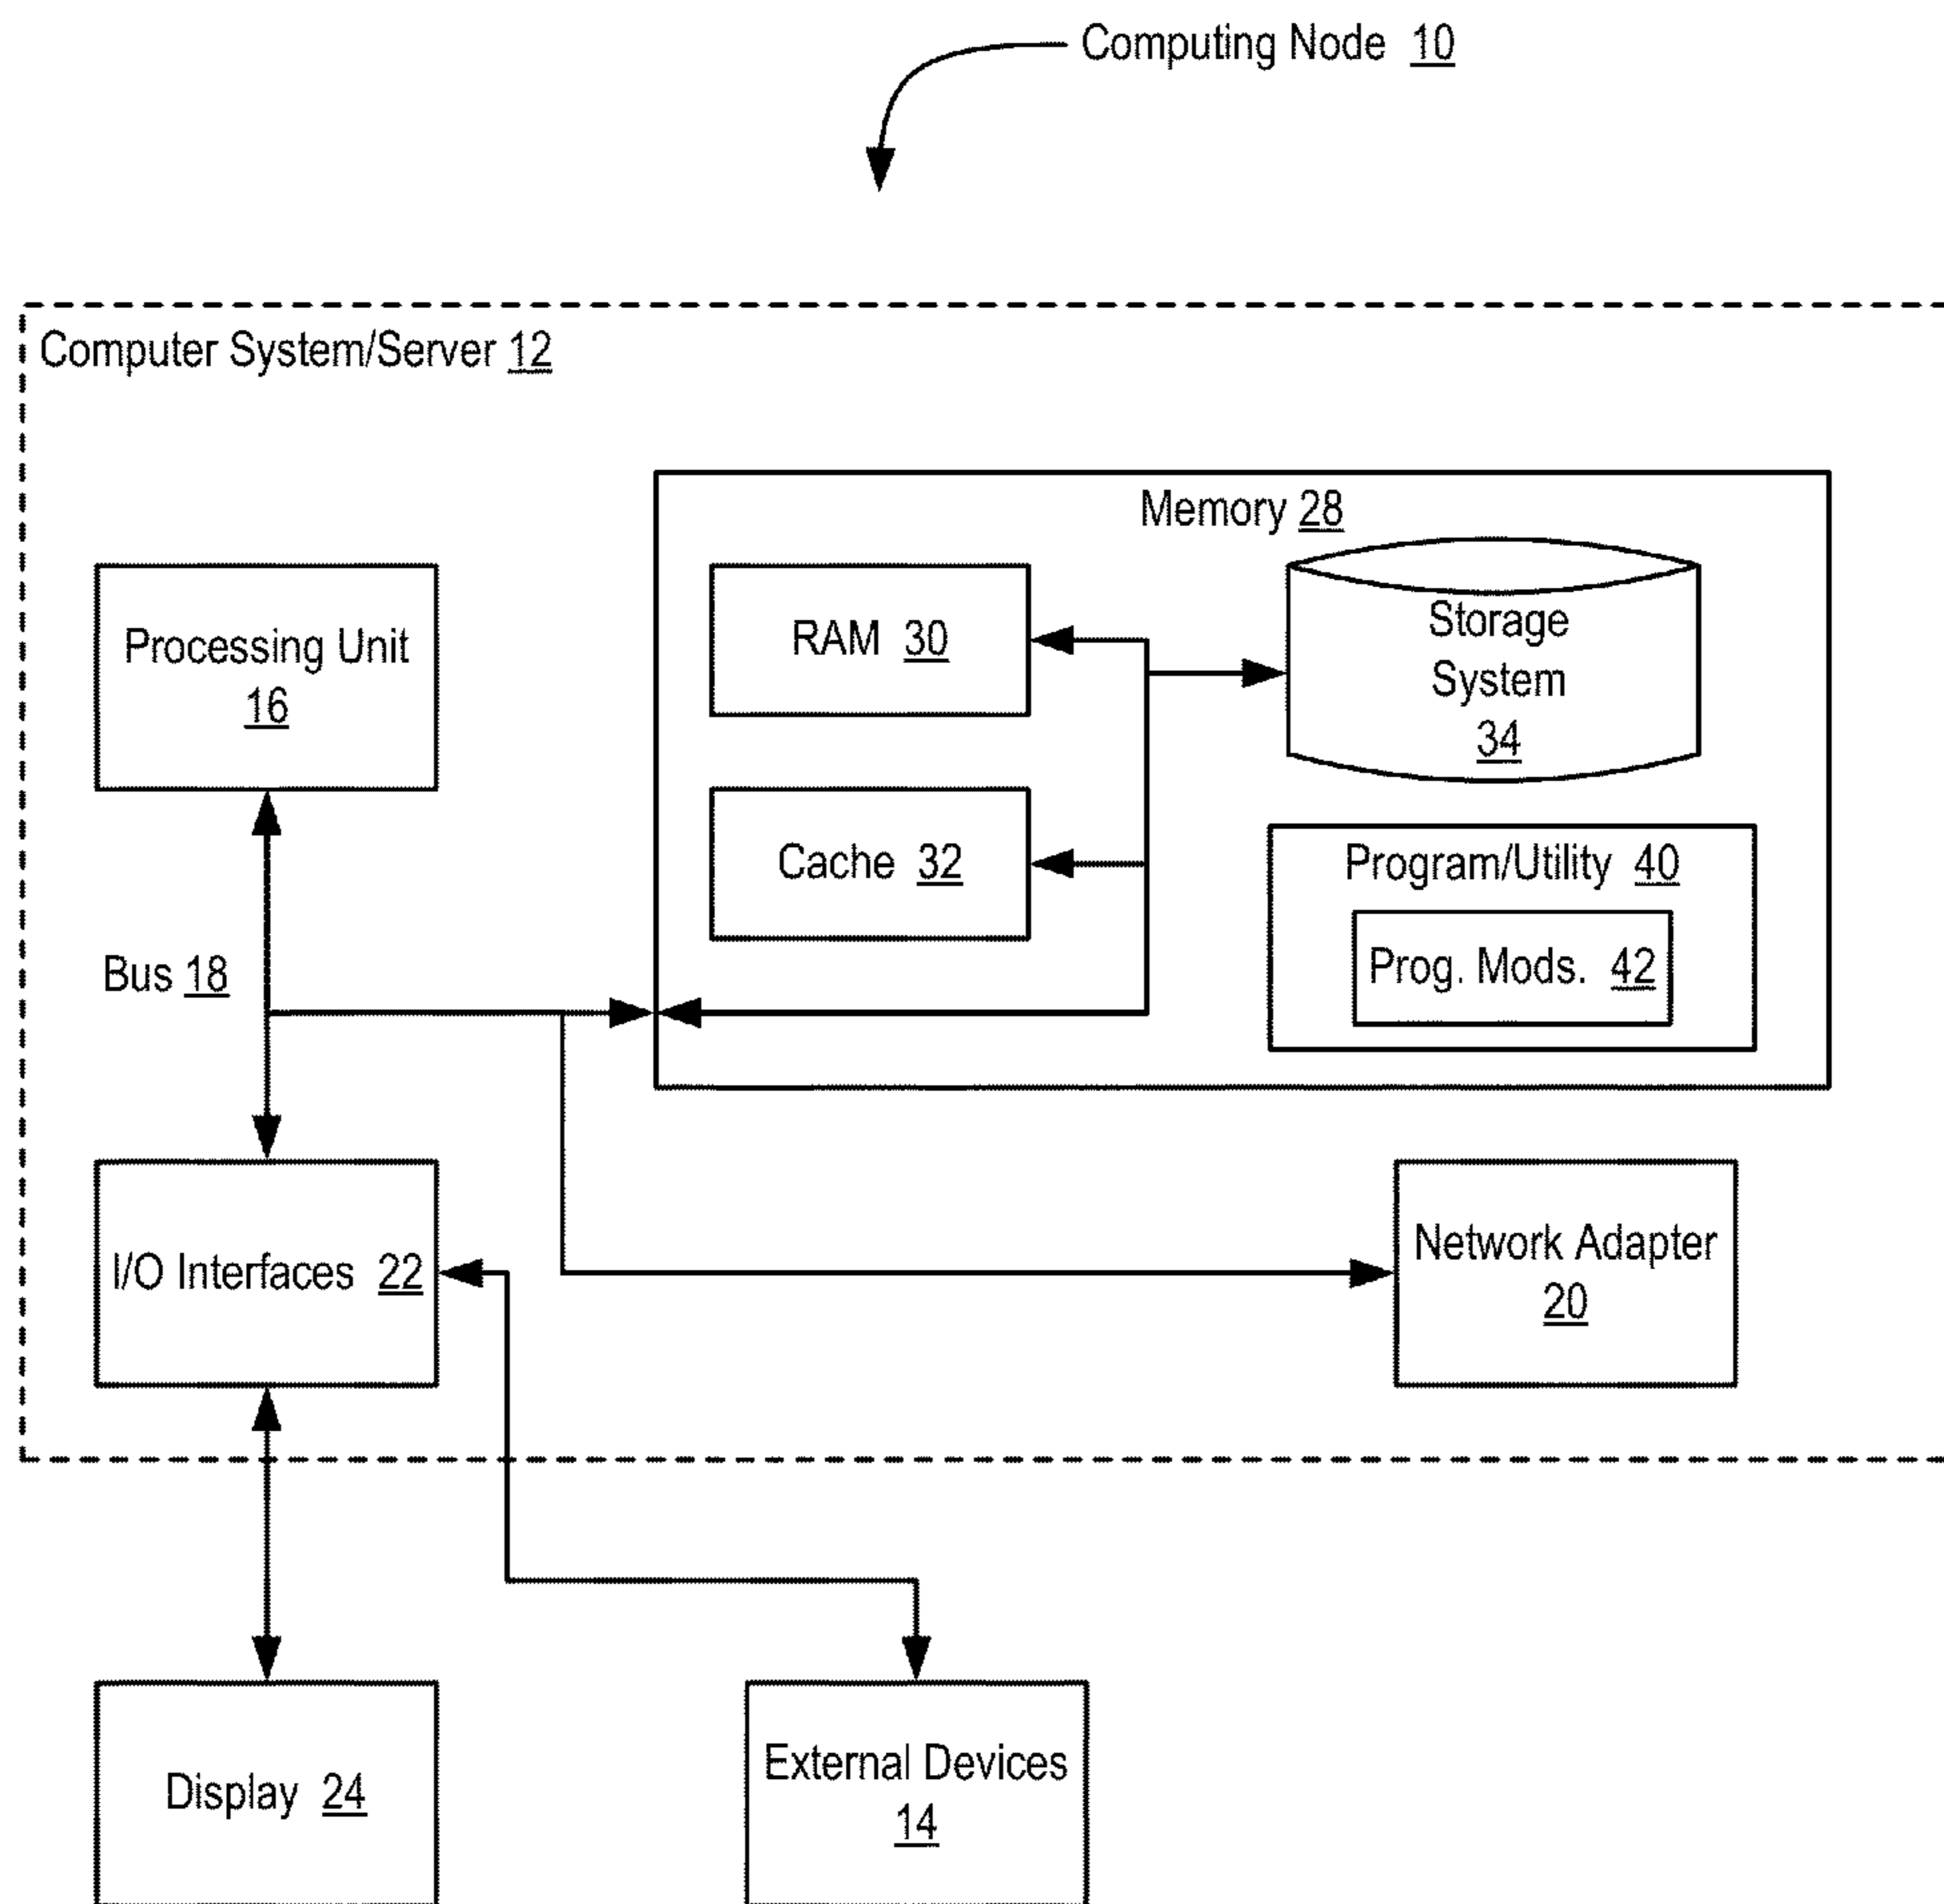 Computing Node 10
Computer System/Server 12
Memory 28
Processing Unit
16
RAM 30
Storage
System
34
Cache 32
Program/Utility 40
Prog. Mods. 42
Bus 18
I/O Interfaces 22
Network Adapter
20
Display 24
External Devices
14